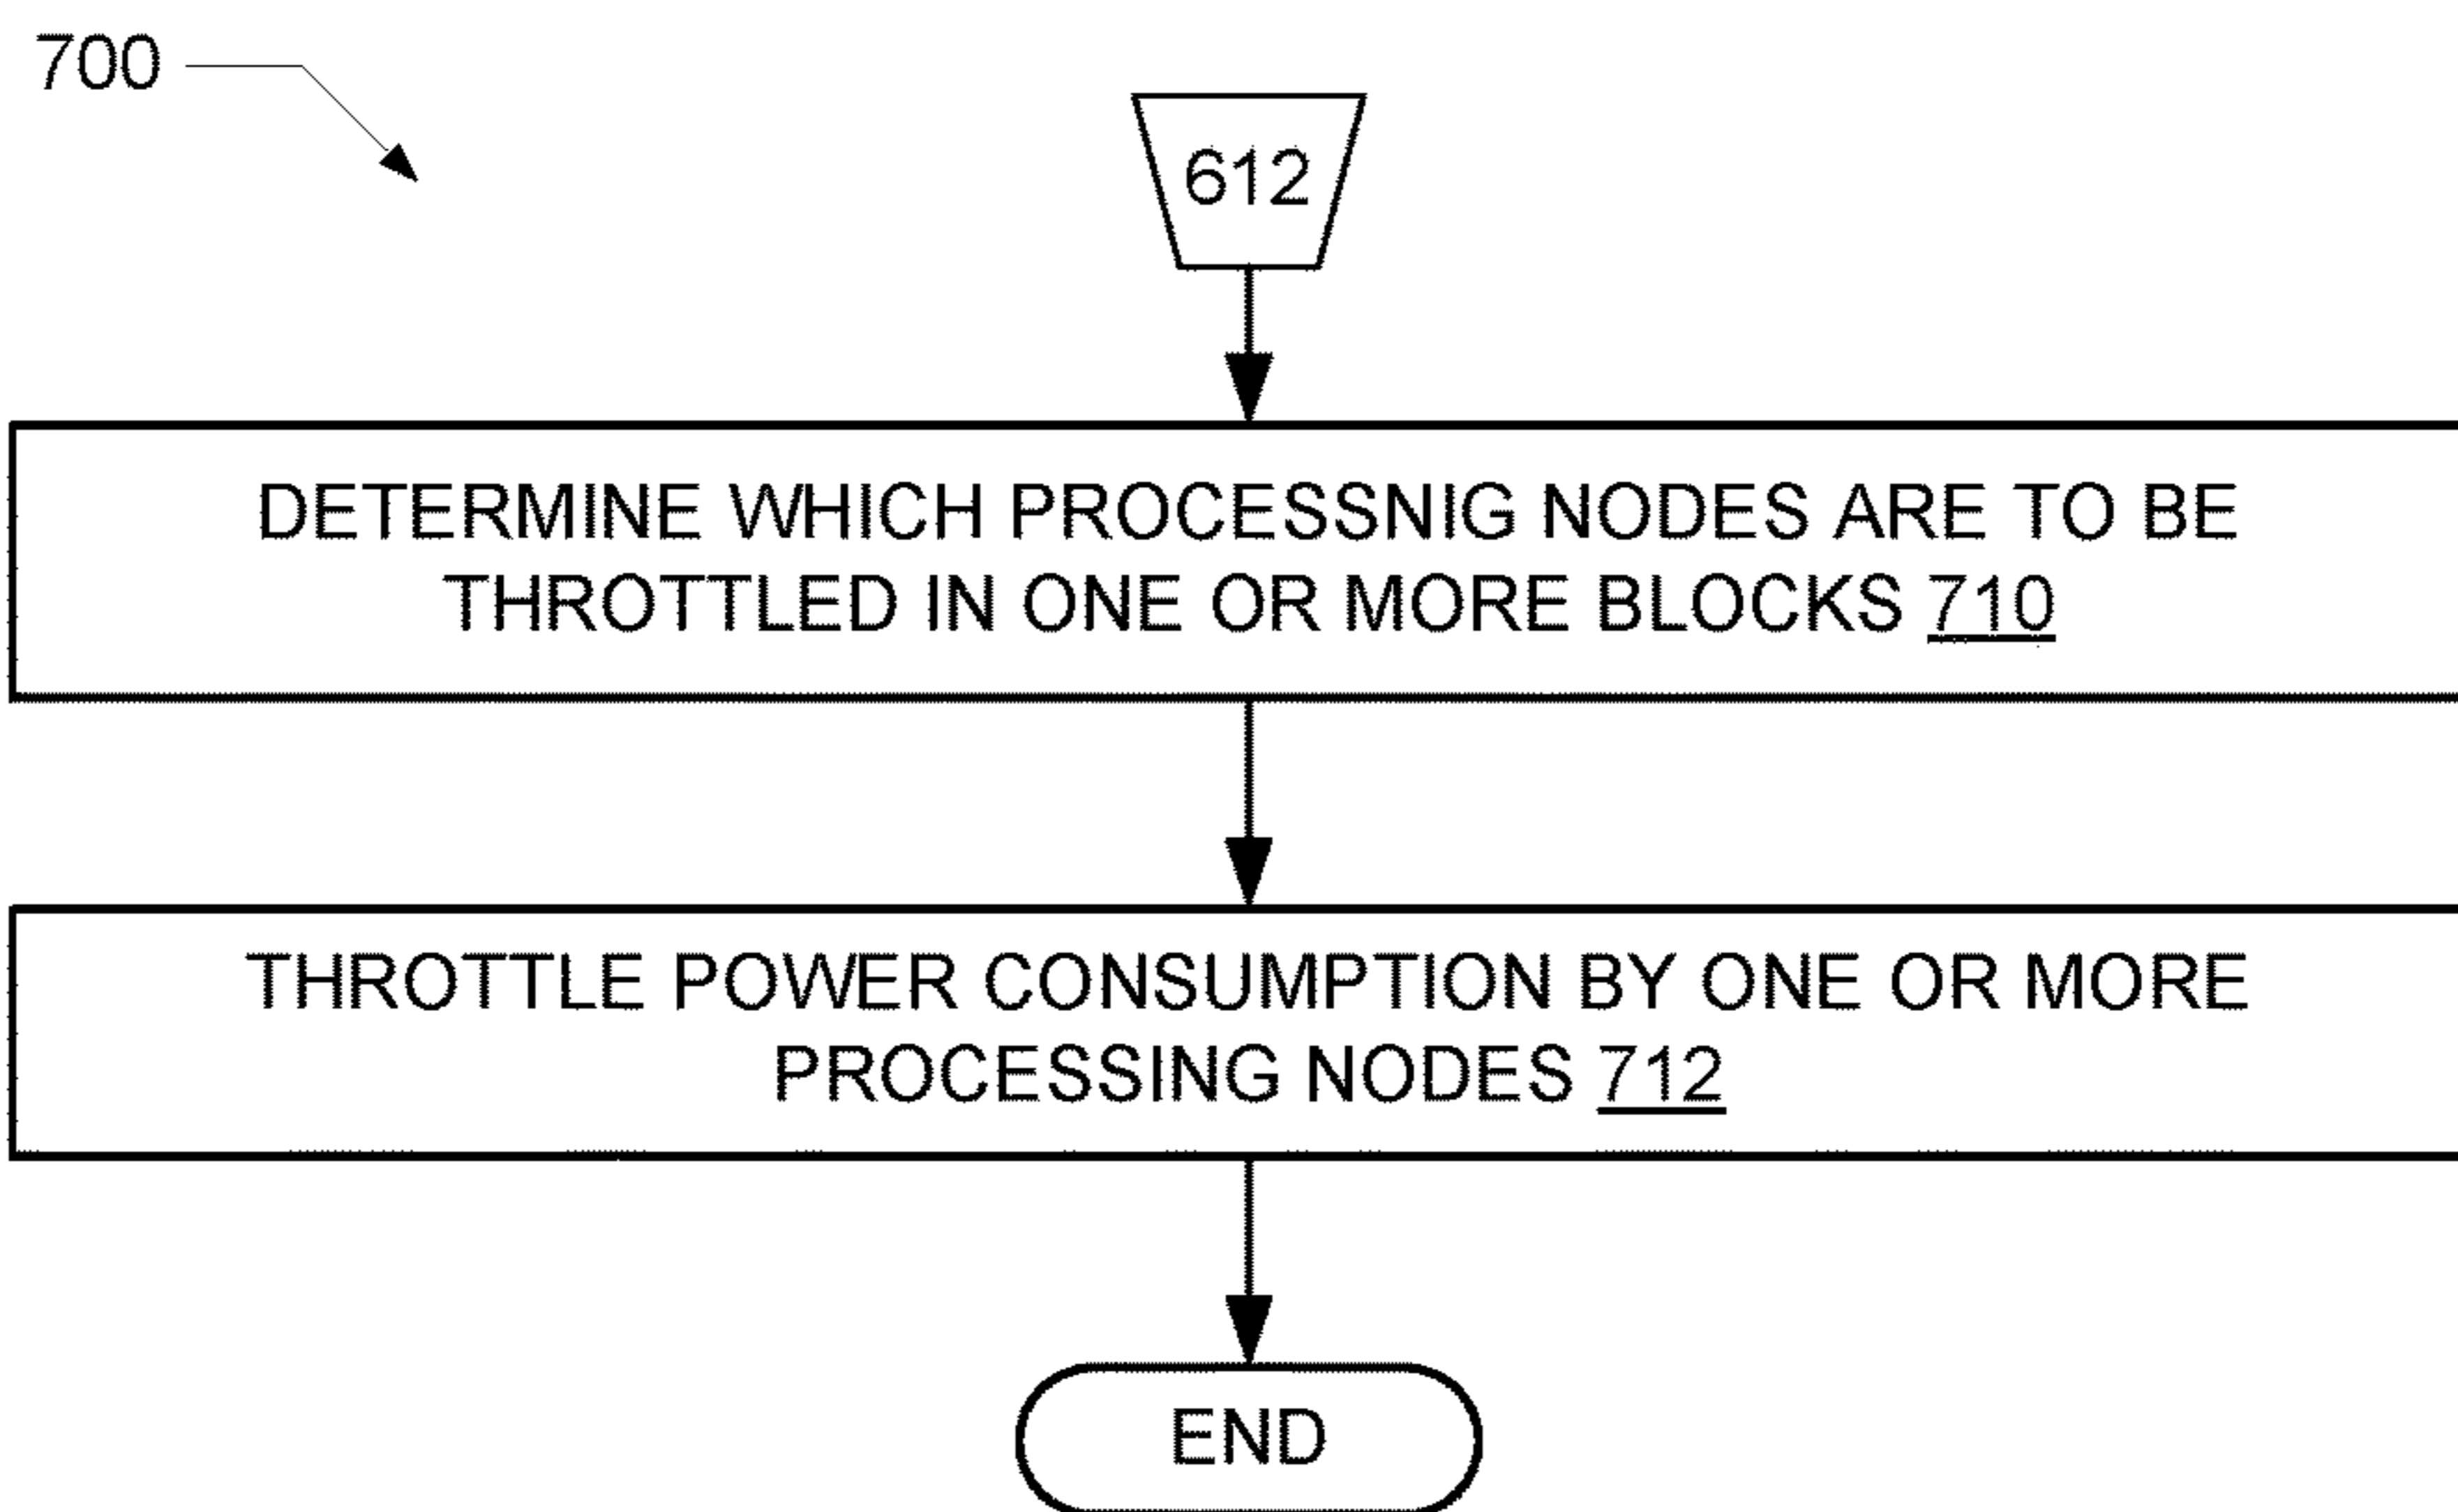 700
612
DETERMINE WHICH PROCESSNIG NODES ARE TO BE
THROTTLED IN ONE OR MORE BLOCKS 710
THROTTLE POWER CONSUMPTION BY ONE OR MORE
PROCESSING NODES 712
END